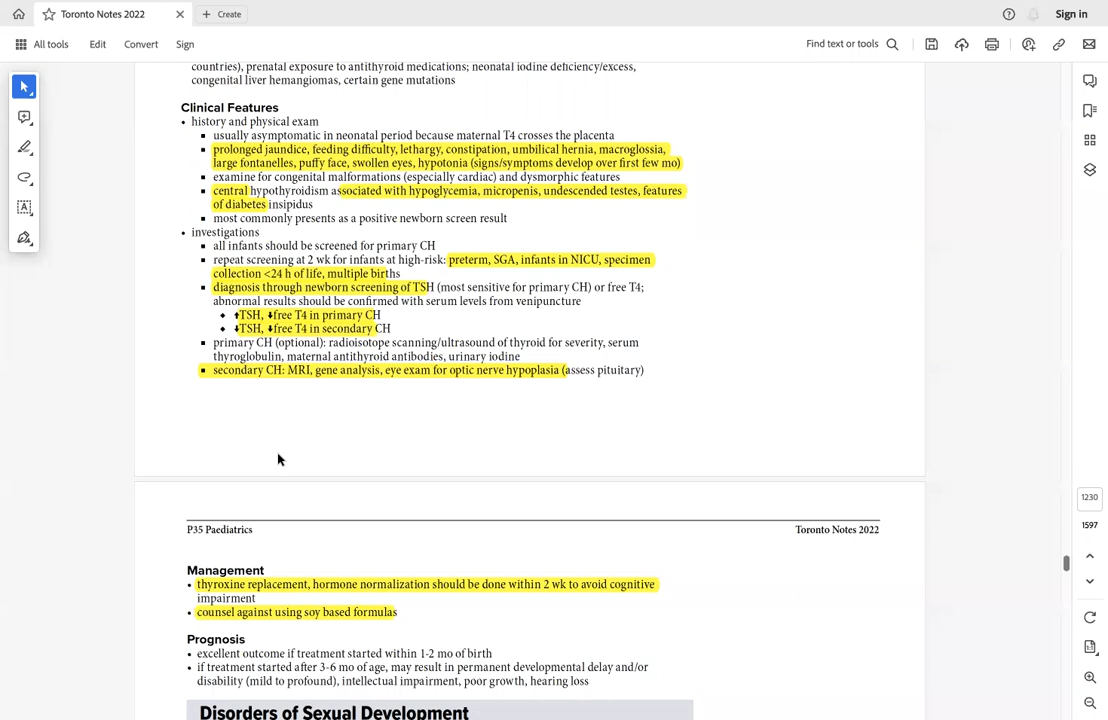 Toronto Notes 2022
Create
Sign in
All tools
Edit
Convert
Sign
Find text or tools
countries), prenatal exposure to antithyroid medications; neonatal iodine deficiency/excess,
congenital liver hemangiomas, certain gene mutations
Clinical Features
• history and physical exam
▪ usually asymptomatic in neonatal period because maternal T4 crosses the placenta
▪ prolonged jaundice, feeding difficulty, lethargy, constipation, umbilical hernia, macroglossia,
large fontanelles, puffy face, swollen eyes, hypotonia (signs/symptoms develop over first few mo)
▪ examine for congenital malformations (especially cardiac) and dysmorphic features
▪ central hypothyroidism associated with hypoglycemia, micropenis, undescended testes, features
of diabetes insipidus
▪ most commonly presents as a positive newborn screen result
• investigations
▪ all infants should be screened for primary CH
▪ repeat screening at 2 wk for infants at high-risk: preterm, SGA, infants in NICU, specimen
collection <24 h of life, multiple births
▪ diagnosis through newborn screening of TSH (most sensitive for primary CH) or free T4;
abnormal results should be confirmed with serum levels from venipuncture
◆ ↑TSH, ↓free T4 in primary CH
◆ ↓TSH, ↓free T4 in secondary CH
▪ primary CH (optional): radioisotope scanning/ultrasound of thyroid for severity, serum
thyroglobulin, maternal antithyroid antibodies, urinary iodine
▪ secondary CH: MRI, gene analysis, eye exam for optic nerve hypoplasia (assess pituitary)
1230
1597
P35 Paediatrics
Toronto Notes 2022
Management
• thyroxine replacement, hormone normalization should be done within 2 wk to avoid cognitive
impairment
• counsel against using soy based formulas
Prognosis
• excellent outcome if treatment started within 1-2 mo of birth
• if treatment started after 3-6 mo of age, may result in permanent developmental delay and/or
disability (mild to profound), intellectual impairment, poor growth, hearing loss
Disorders of Sexual Development